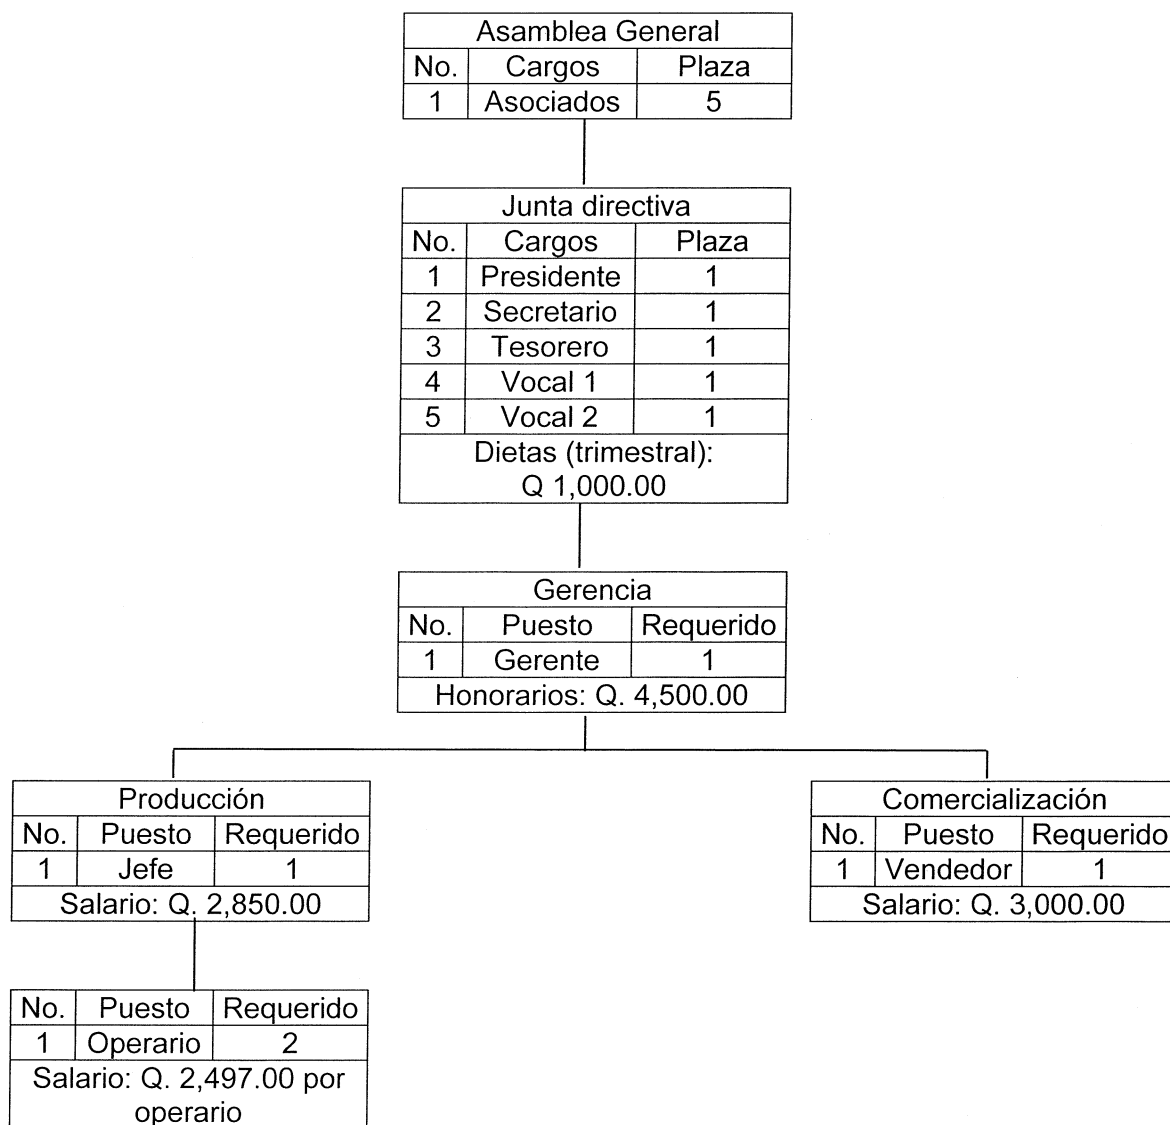 Asamblea General
No. Cargos Plaza
1 Asociados 5
Junta directiva
No. Cargos Plaza
1 Presidente 1
2 Secretario 1
3 Tesorero 1
4 Vocal 1 1
5 Vocal 2 1
Dietas (trimestral):
Q 1,000.00
Gerencia
No. Puesto Requerido
1 Gerente 1
Honorarios: Q. 4,500.00
Producción
No. Puesto Requerido
1 Jefe 1
Salario: Q. 2,850.00
Comercialización
No. Puesto Requerido
1 Vendedor 1
Salario: Q. 3,000.00
No. Puesto Requerido
1 Operario 2
Salario: Q. 2,497.00 por
operario